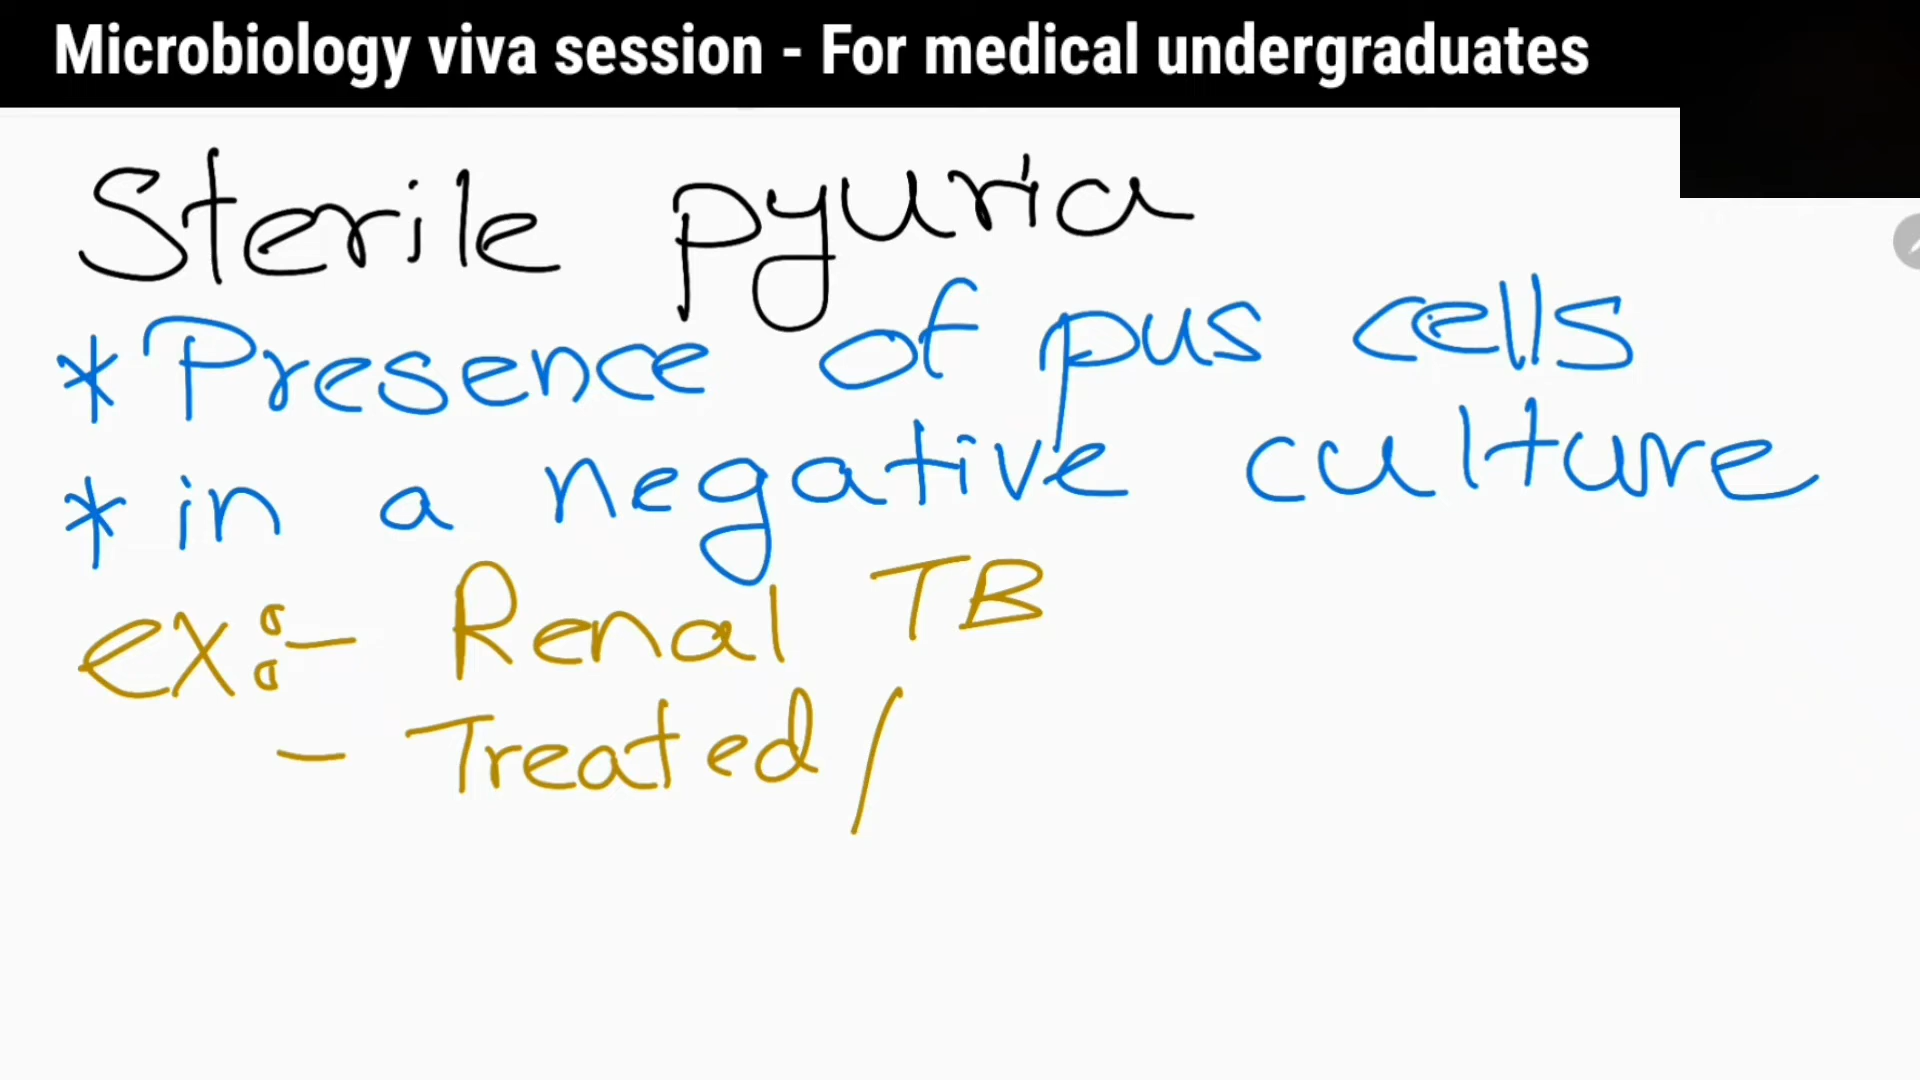 Microbiology viva session - For medical undergraduates
Sterile pyuria
* Presence of pus cells
* in a negative culture
ex:- Renal TB
- Treated/